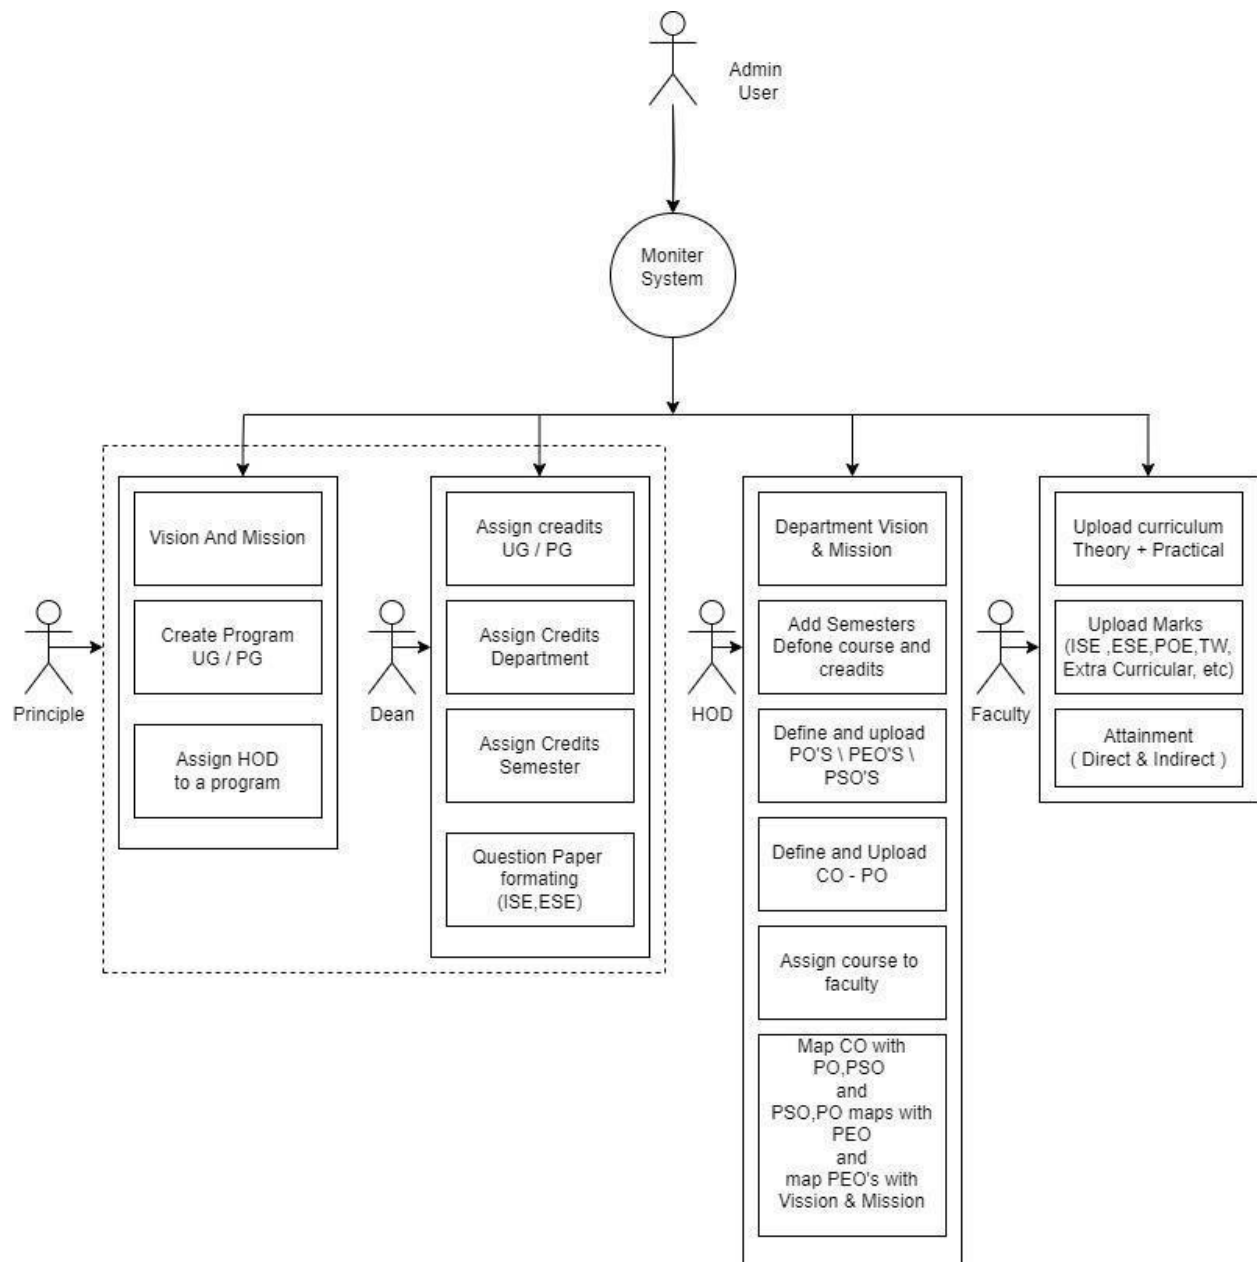 Admin
User
Moniter
System
Principle
Vision And Mission
Create Program
UG / PG
Assign HOD
to a program
Dean
Assign creadits
UG / PG
Assign Credits
Department
Assign Credits
Semester
Question Paper
formating
(ISE,ESE)
HOD
Department Vision
& Mission
Add Semesters
Defone course and
creadits
Define and upload
PO'S \ PEO'S \
PSO'S
Define and Upload
CO - PO
Assign course to
faculty
Map CO with
PO,PSO
and
PSO,PO maps with
PEO
and
map PEO's with
Vission & Mission
Faculty
Upload curriculum
Theory + Practical
Upload Marks
(ISE ,ESE,POE,TW,
Extra Curricular, etc)
Attainment
( Direct & Indirect )